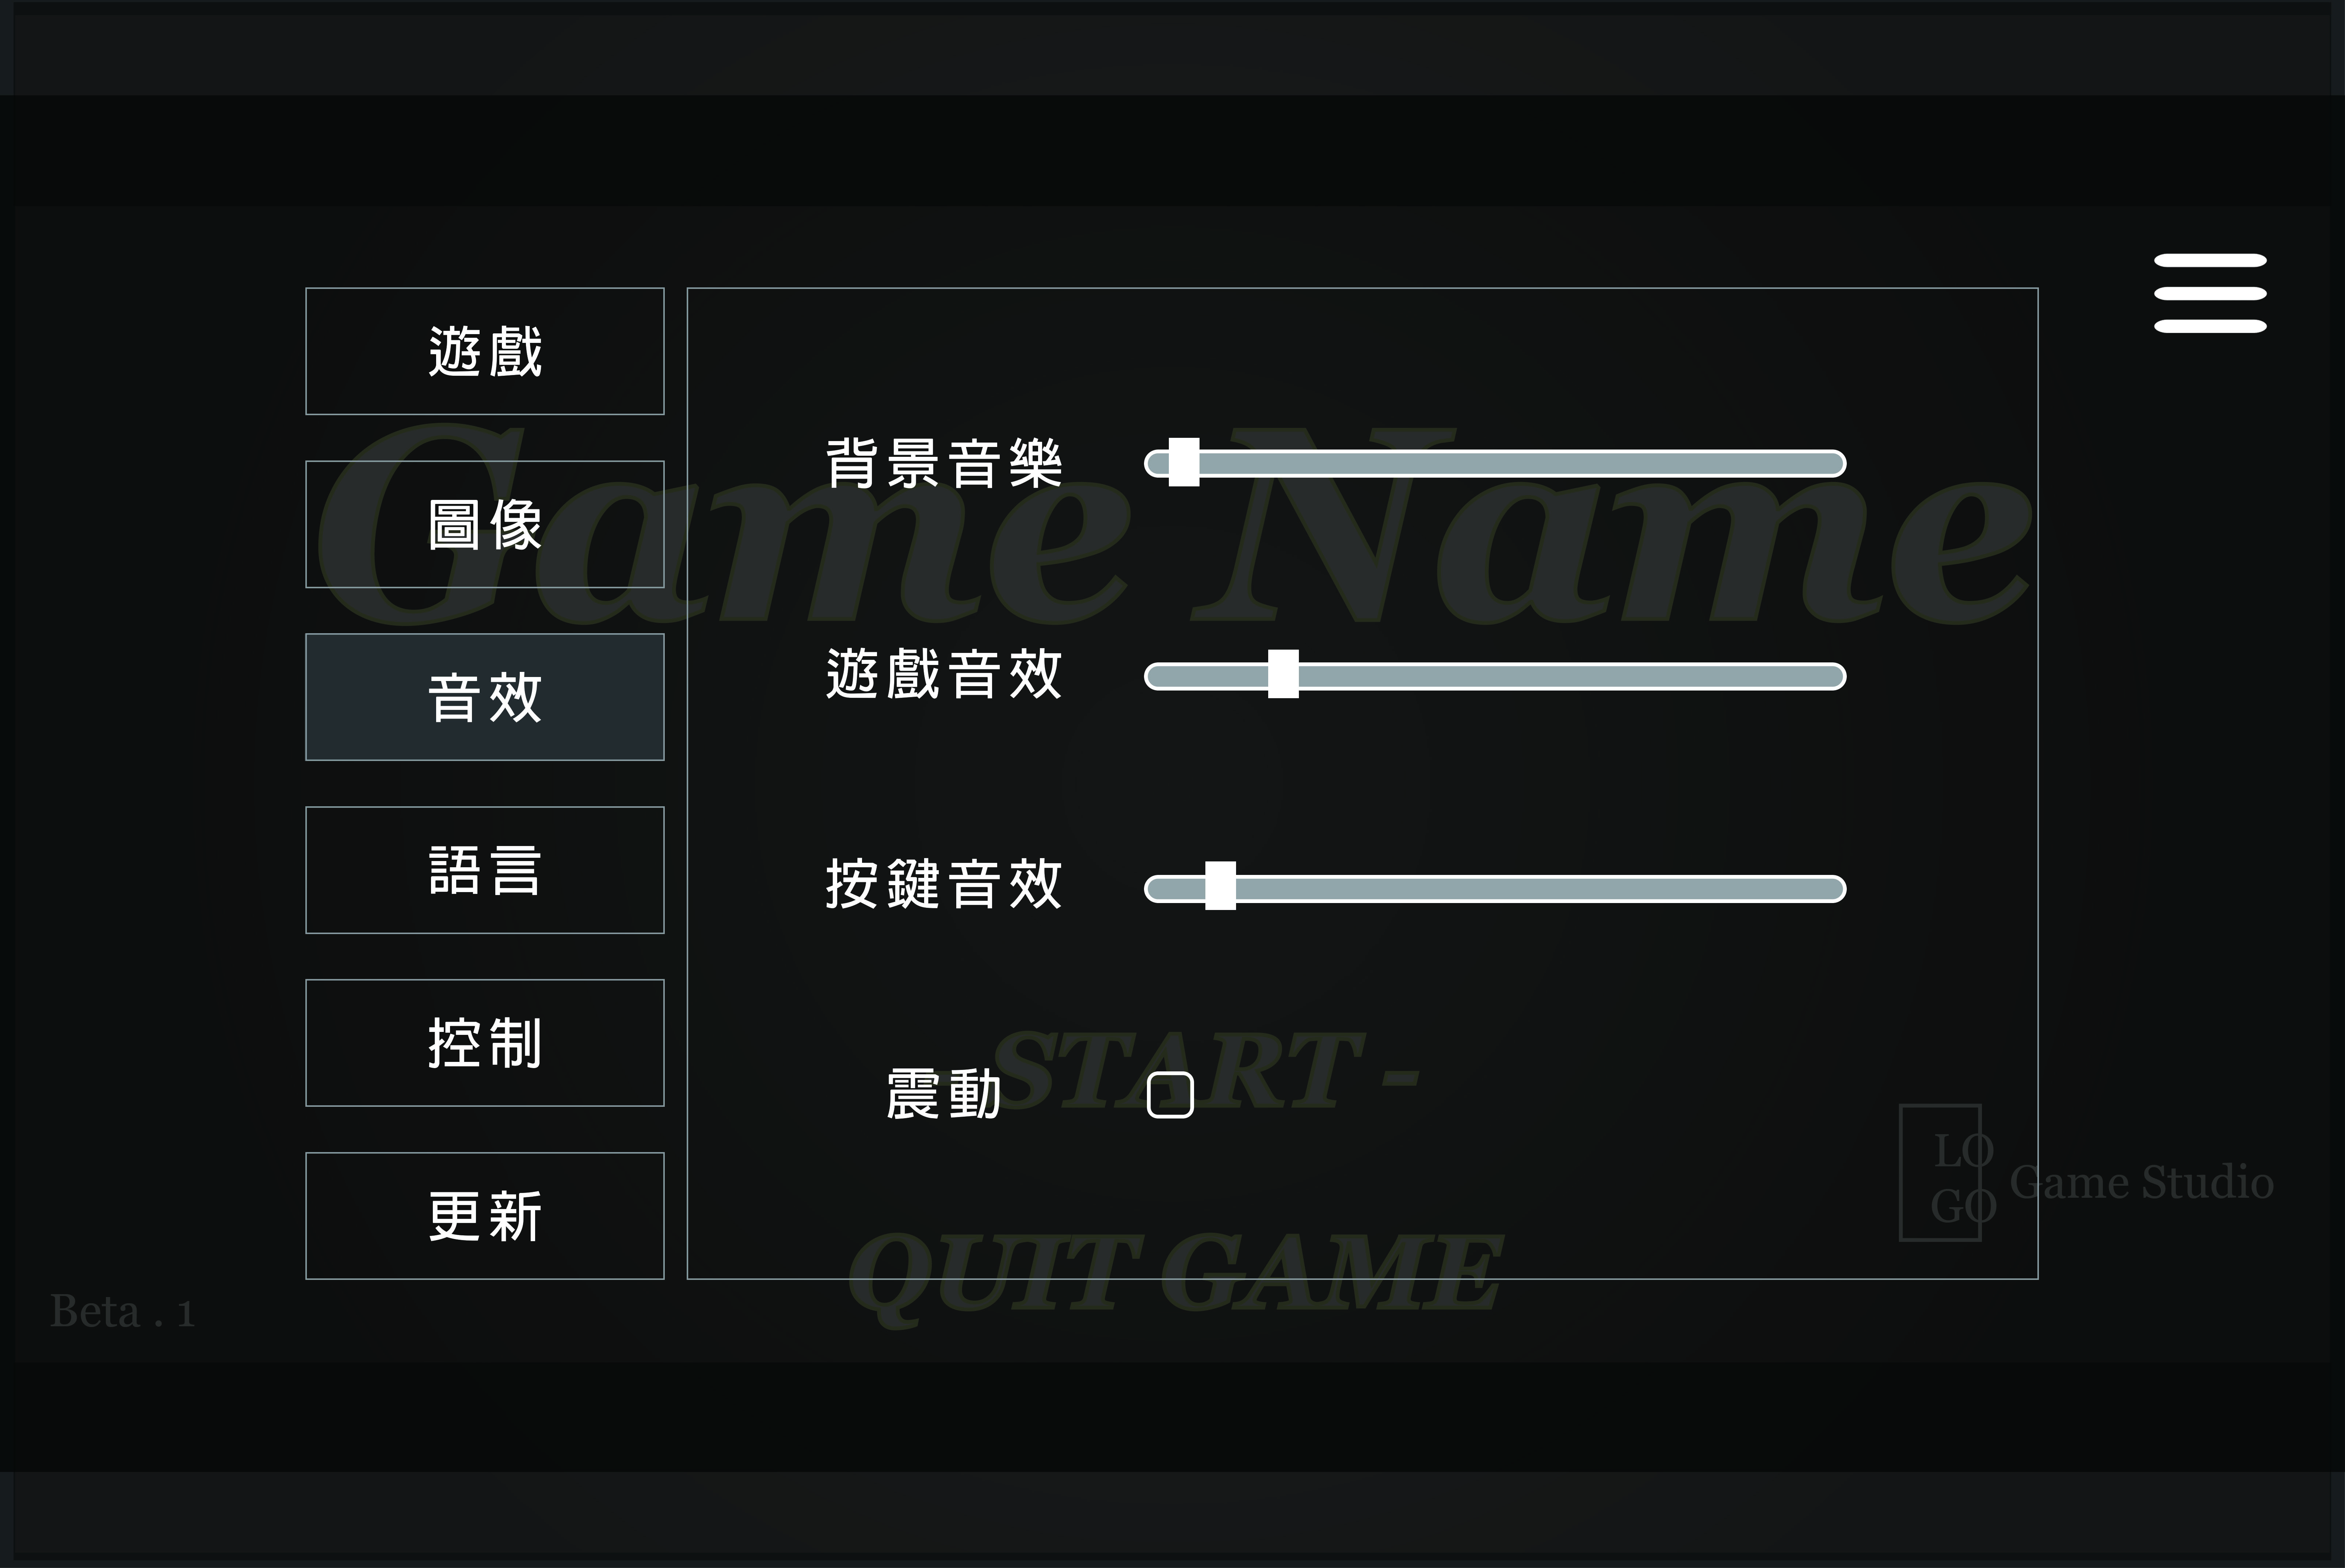 遊戲
圖像
音效
語言
控制
更新
背景音樂
遊戲音效
按鍵音效
震動
Game Name
- START -
QUIT GAME
LO
GO
Game Studio
Beta . 1